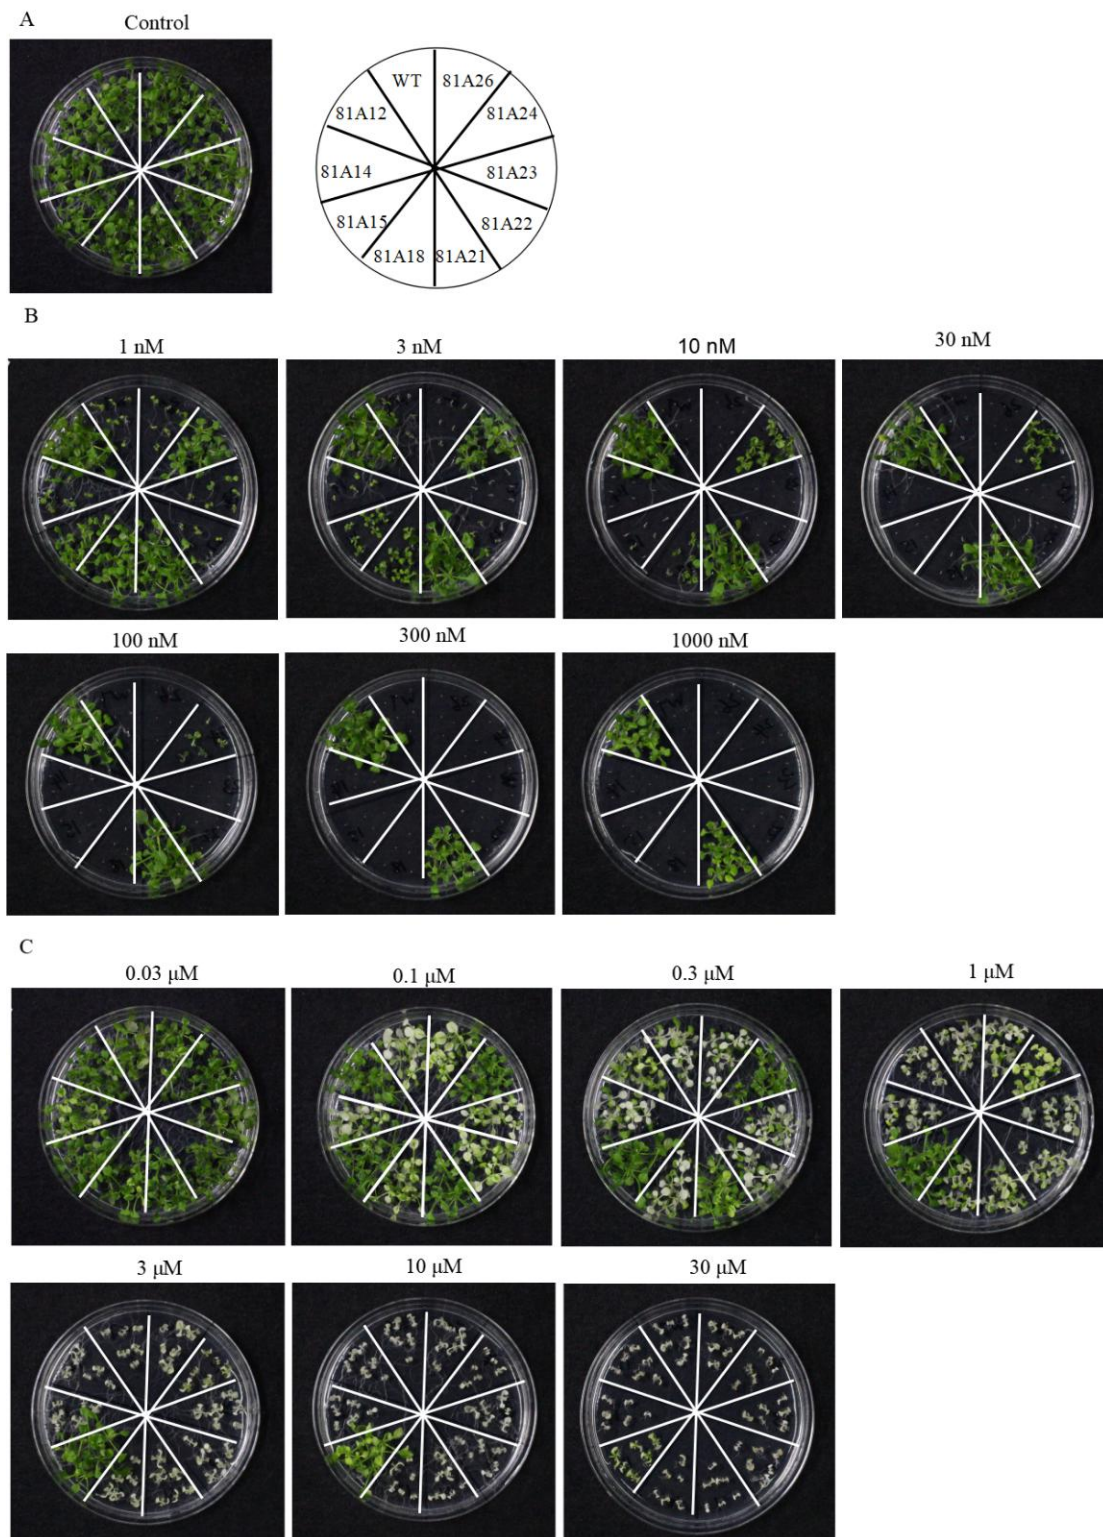 A
Control
WT
81A26
81A12
81A24
81A14
81A23
81A15
81A22
81A18
81A21
B
1 nM
3 nM
10 nM
30 nM
100 nM
300 nM
1000 nM
C
0.03 μM
0.1 μM
0.3 μM
1 μM
3 μM
10 μM
30 μM